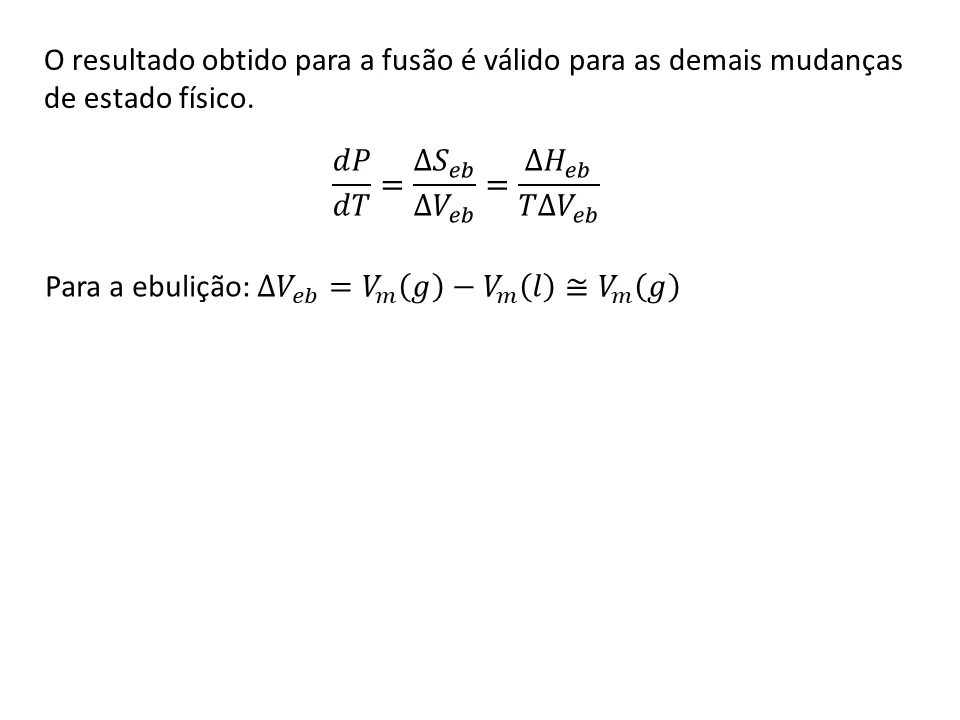 O resultado obtido para a fusão é válido para as demais mudanças
de estado físico.
𝑑𝑃/𝑑𝑇 = Δ𝑆_𝑒𝑏/Δ𝑉_𝑒𝑏 = Δ𝐻_𝑒𝑏/𝑇Δ𝑉_𝑒𝑏
Para a ebulição: Δ𝑉_𝑒𝑏 = 𝑉_𝑚(𝑔) − 𝑉_𝑚(𝑙) ≅ 𝑉_𝑚(𝑔)